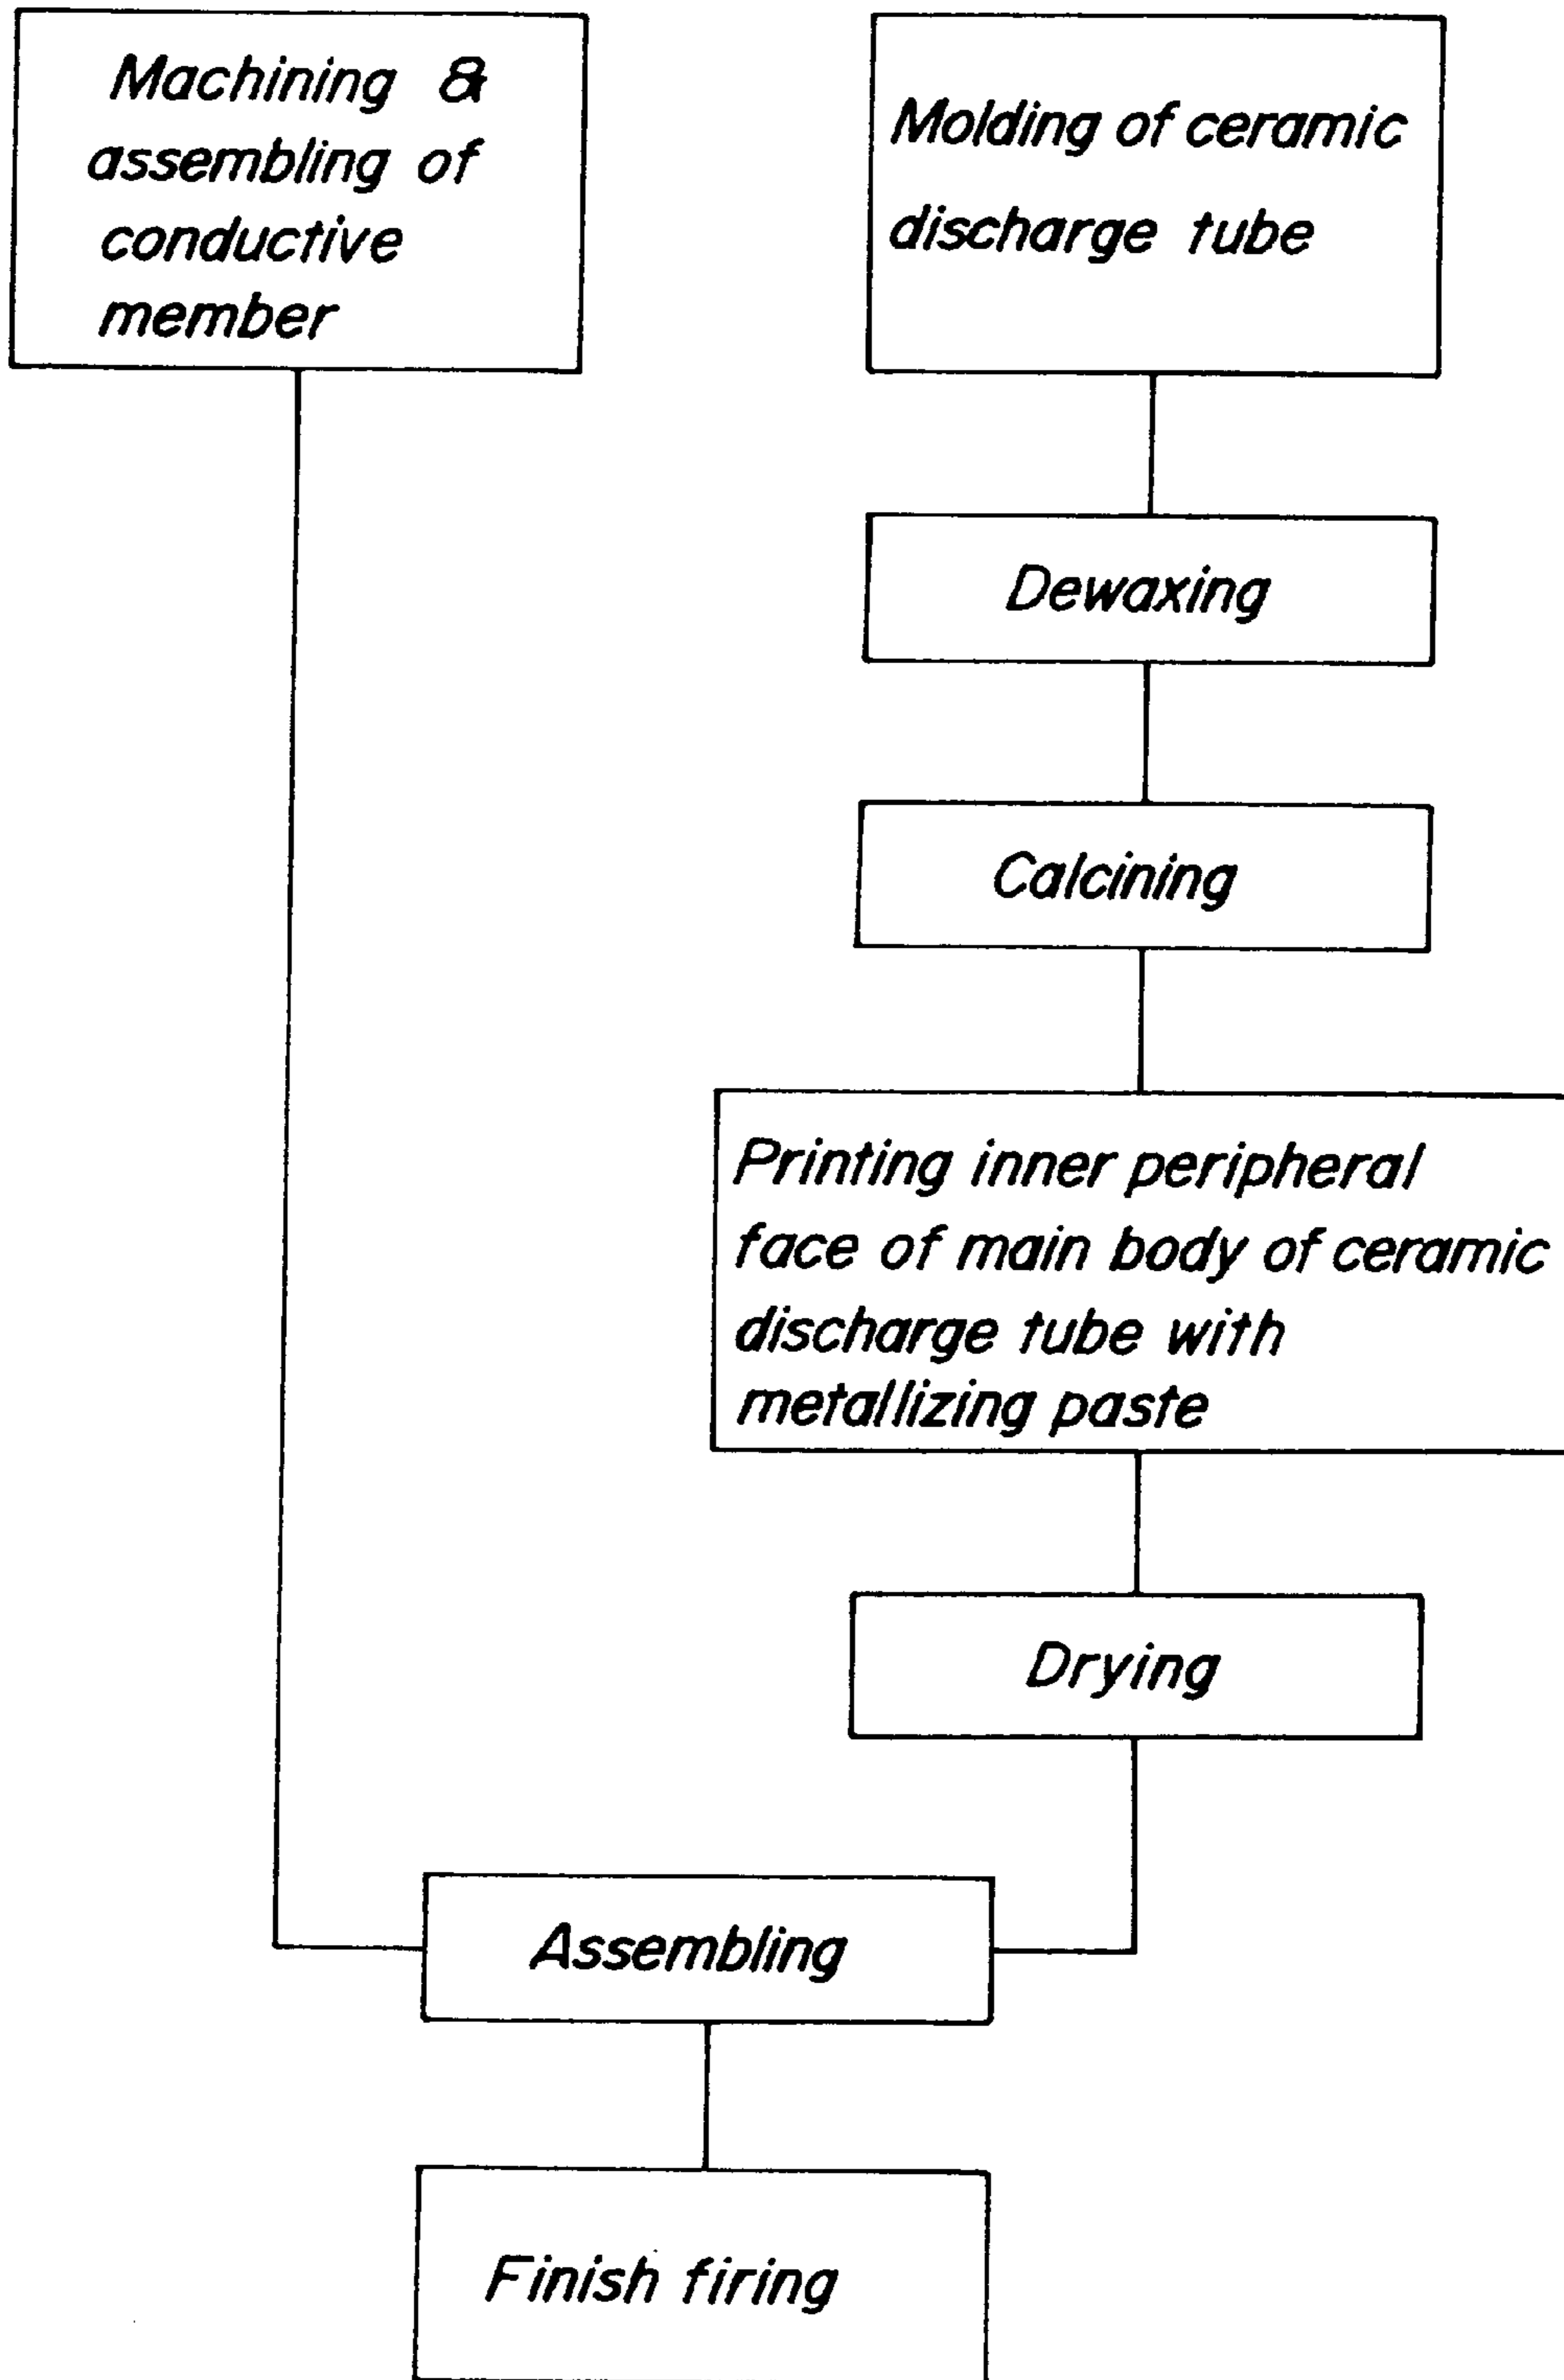 Machining &
assembling of
conductive
member
Molding of ceramic
discharge tube
Dewaxing
Calcining
Printing inner peripheral
face of main body of ceramic
discharge tube with
metallizing paste
Drying
Assembling
Finish firing